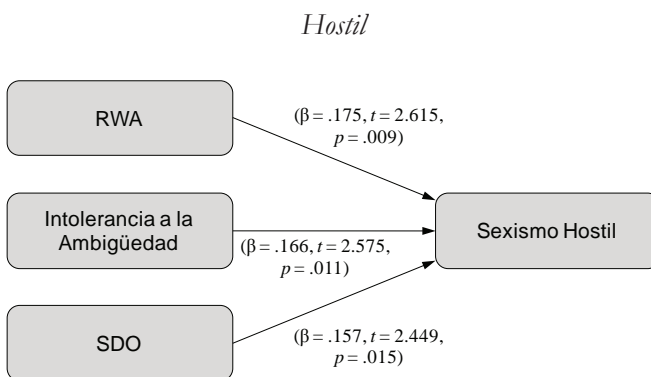 Hostil
RWA
(β = .175, t = 2.615,
p = .009)
Intolerancia a la
Ambigüedad
(β = .166, t = 2.575,
p = .011)
Sexismo Hostil
SDO
(β = .157, t = 2.449,
p = .015)